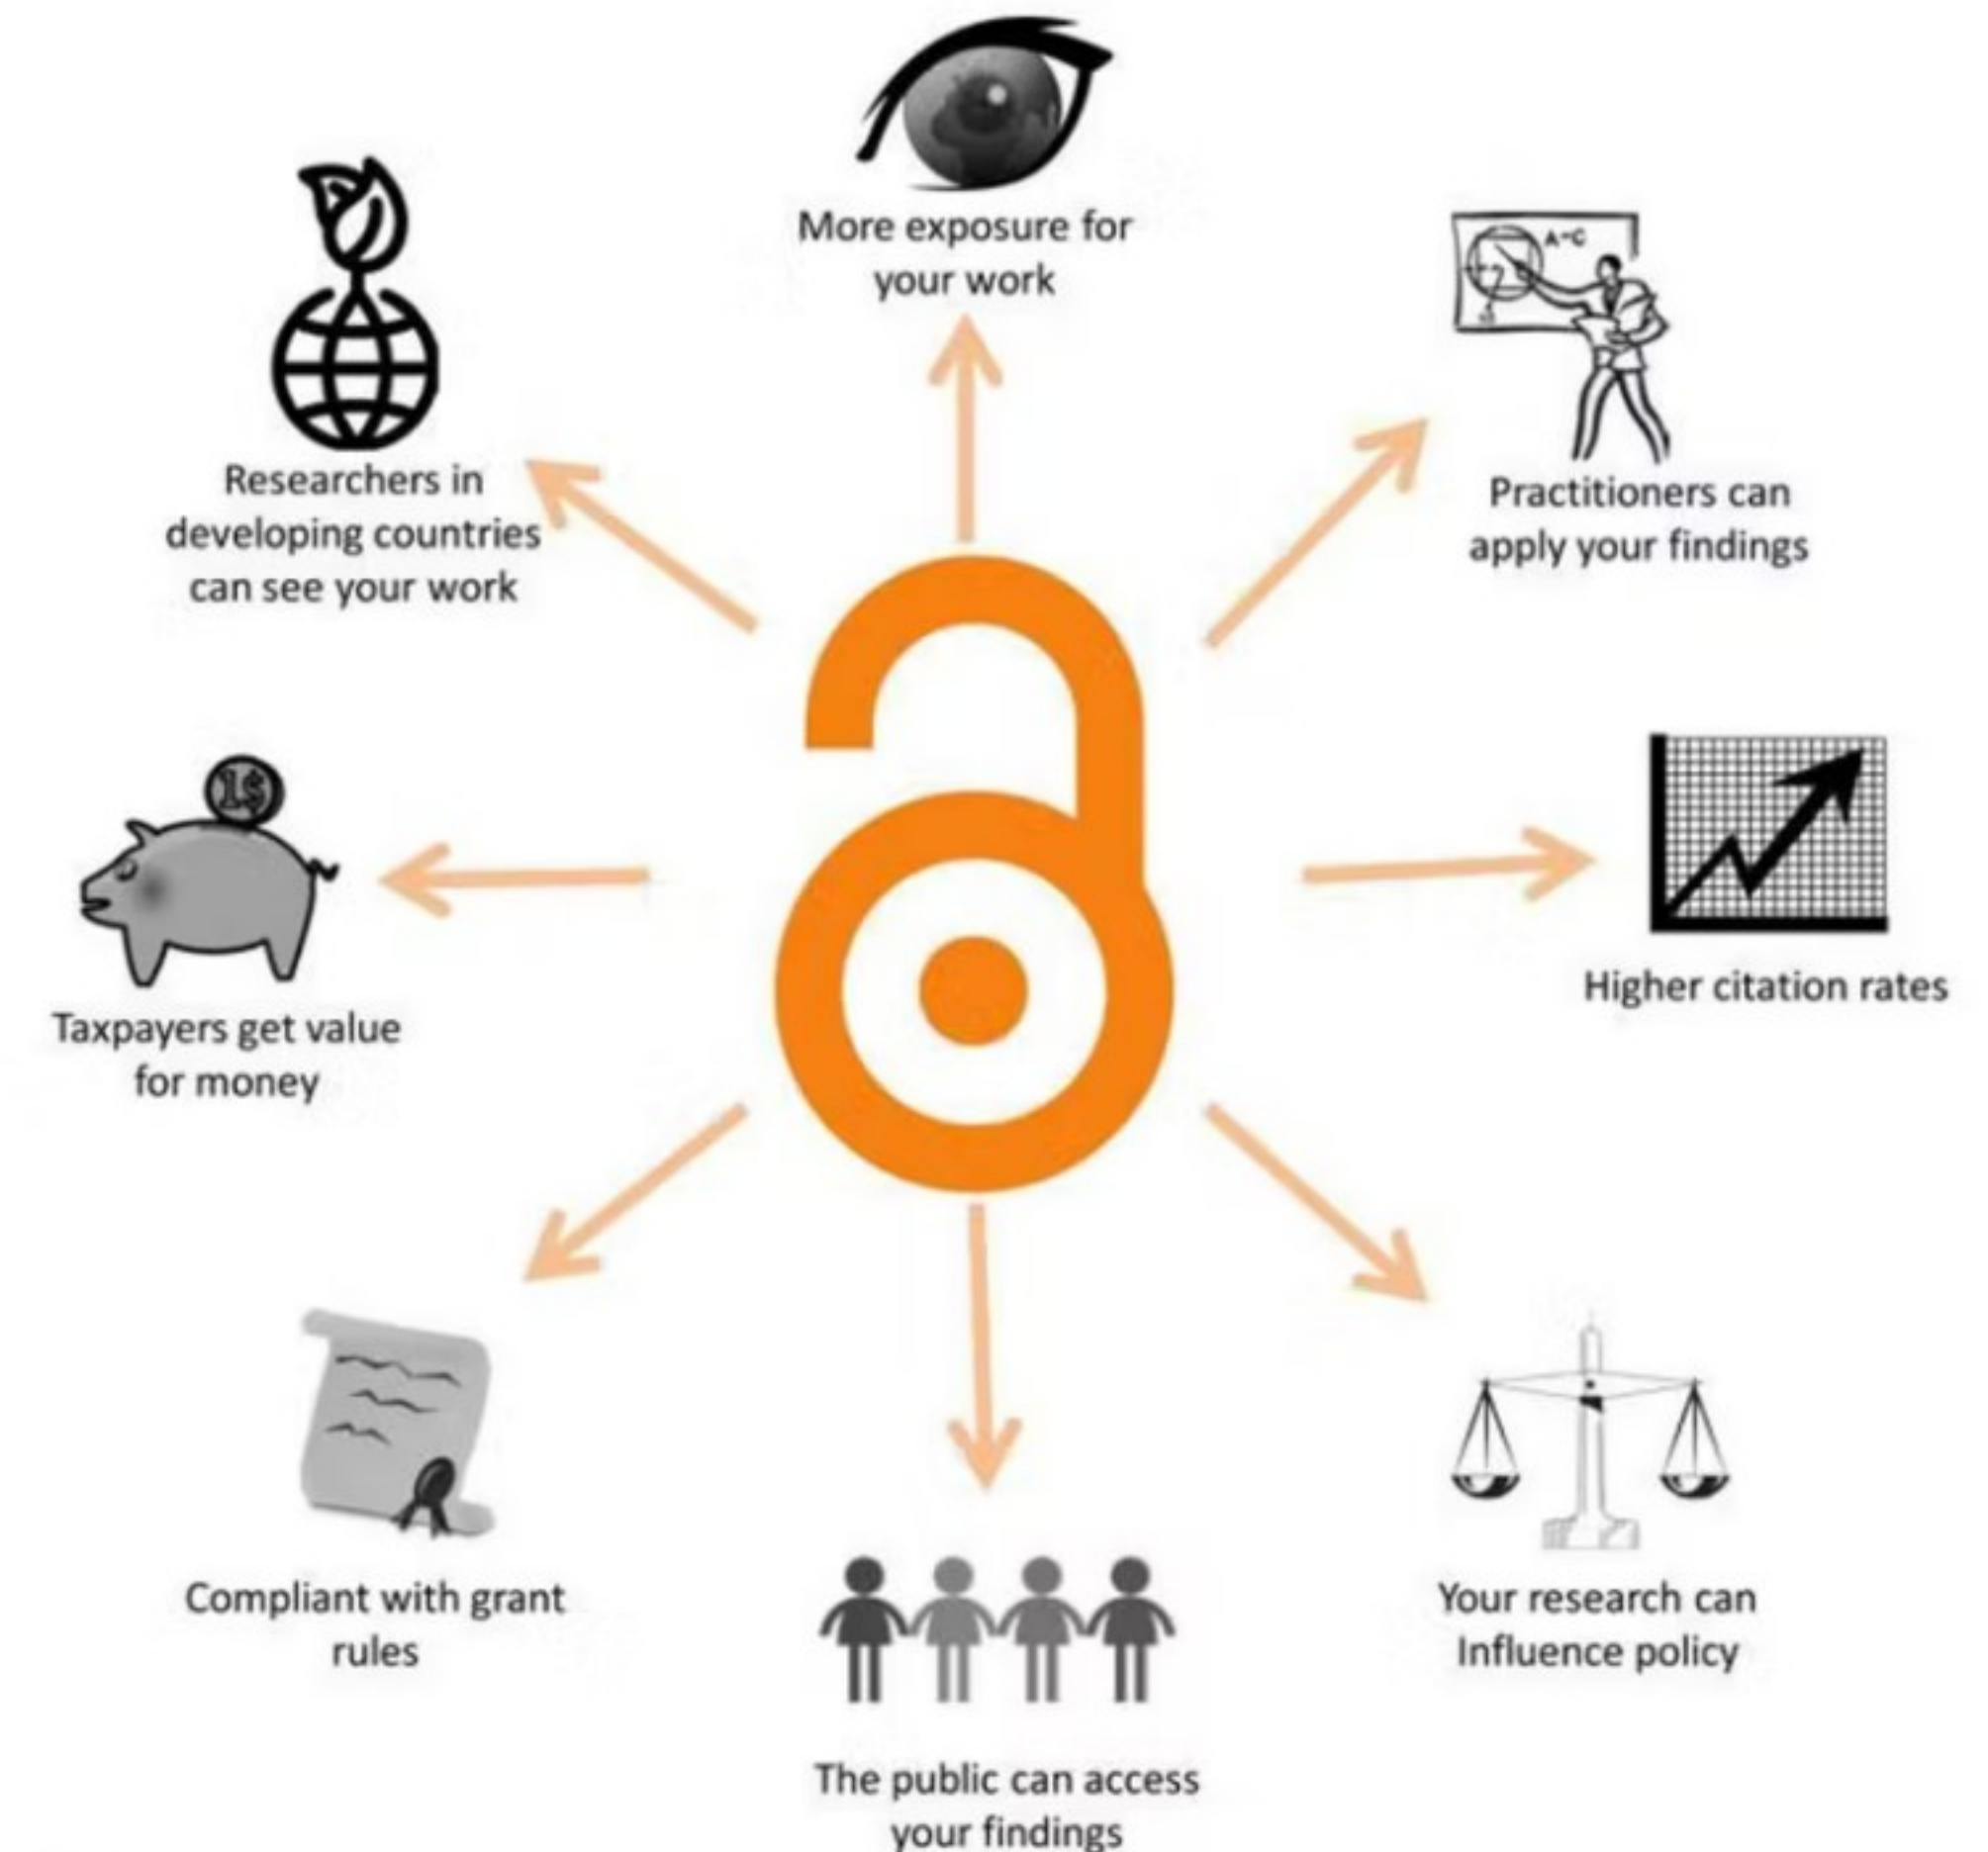 More exposure for
your work
A-C
Practitioners can
apply your findings
Higher citation rates
Your research can
Influence policy
The public can access
your findings
Compliant with grant
rules
1$
Taxpayers get value
for money
Researchers in
developing countries
can see your work